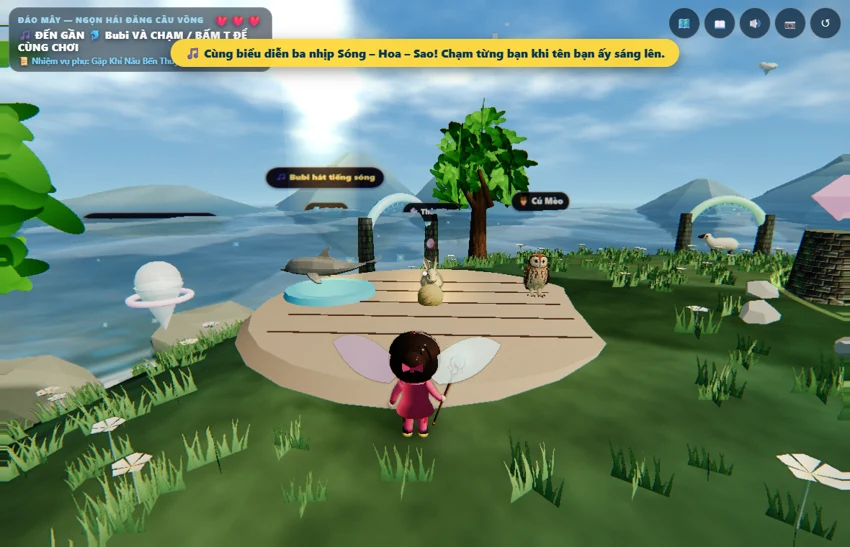 ĐẢO MÂY — NGỌN HẢI ĐĂNG CẦU VỒNG
ĐẾN GẦN Bubi VÀ CHẠM / BẤM T ĐỂ
CÙNG CHƠI
Nhiệm vụ phụ: Gặp Khỉ Nâu Bến
Cùng biểu diễn ba nhịp Sóng – Hoa – Sao! Chạm từng bạn khi tên bạn ấy sáng lên.
Bubi hát tiếng sóng
Cú Mèo